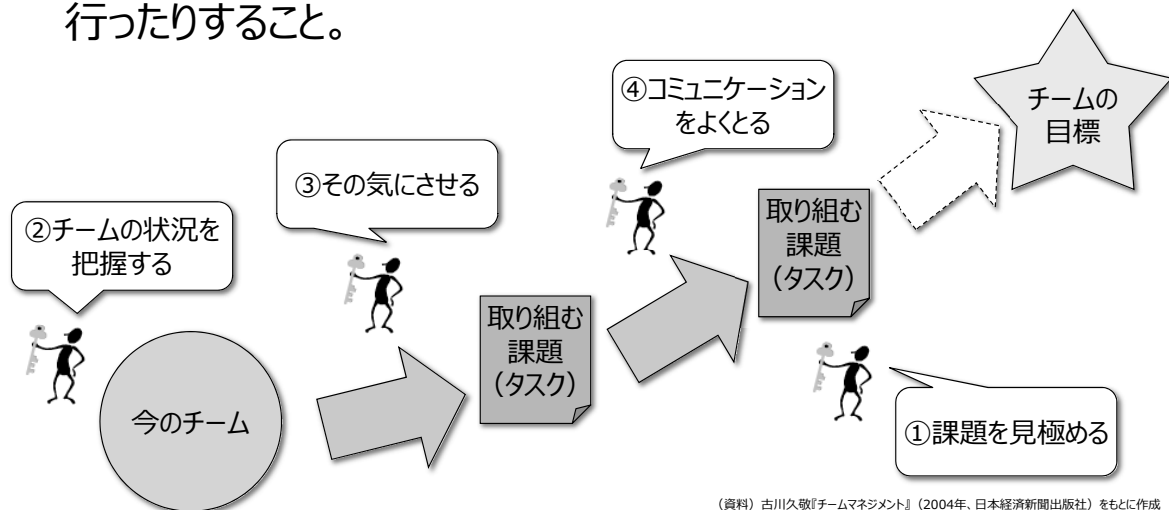 行ったりすること。
④コミュニケーション
をよくとる
チームの
目標
③その気にさせる
②チームの状況を
把握する
取り組む
課題
（タスク）
取り組む
課題
（タスク）
今のチーム
①課題を見極める
（資料）古川久敬『チームマネジメント』（2004年、日本経済新聞出版社）をもとに作成